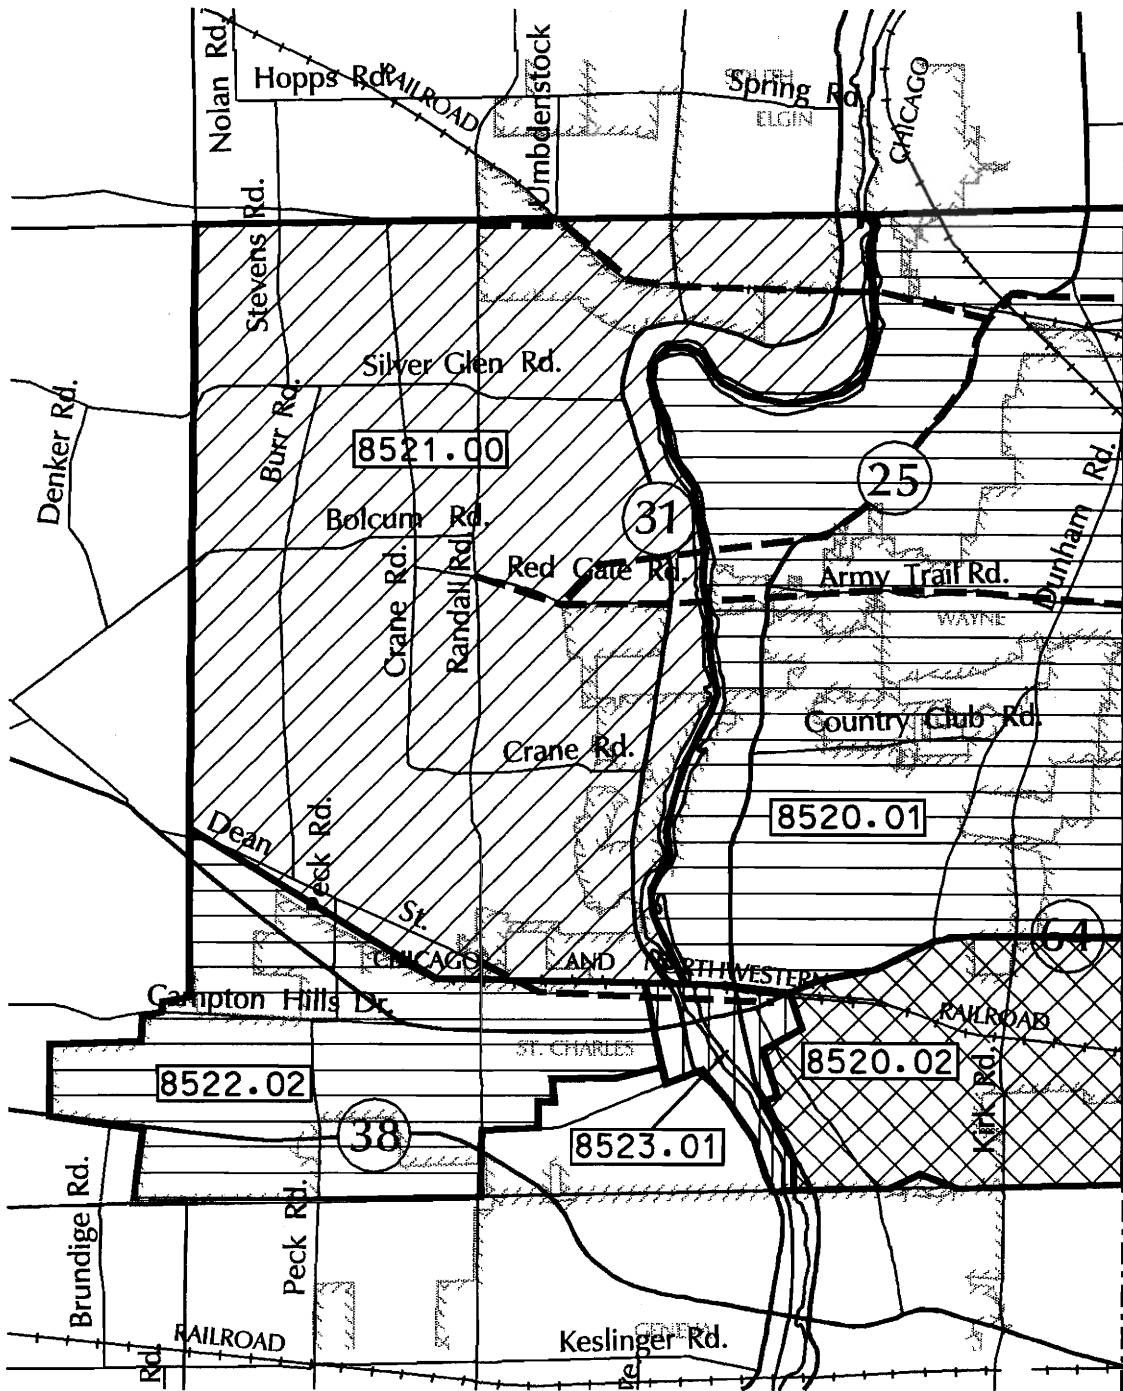 Nolan Rd.
Hopps Rd.
RAILROAD
Umbdenstock
SOUTH
ELGIN
Spring Rd.
CHICAGO
Stevens Rd.
Silver Glen Rd.
Denker Rd.
Burr Rd.
8521.00
25
31
Rd.
Dunham
Bolcum Rd.
Crane Rd.
Randall Rd.
Red Gate Rd.
Army Trail Rd.
WAYNE
Country Club Rd.
Crane Rd.
8520.01
Dean
St.
Peck Rd.
64
CHICAGO AND NORTHWESTERN
RAILROAD
Campton Hills Dr.
ST. CHARLES
8520.02
8522.02
38
8523.01
Kirk Rd.
Brundige Rd.
Peck Rd.
RAILROAD
Keslinger Rd.
GENEVA
Rd.